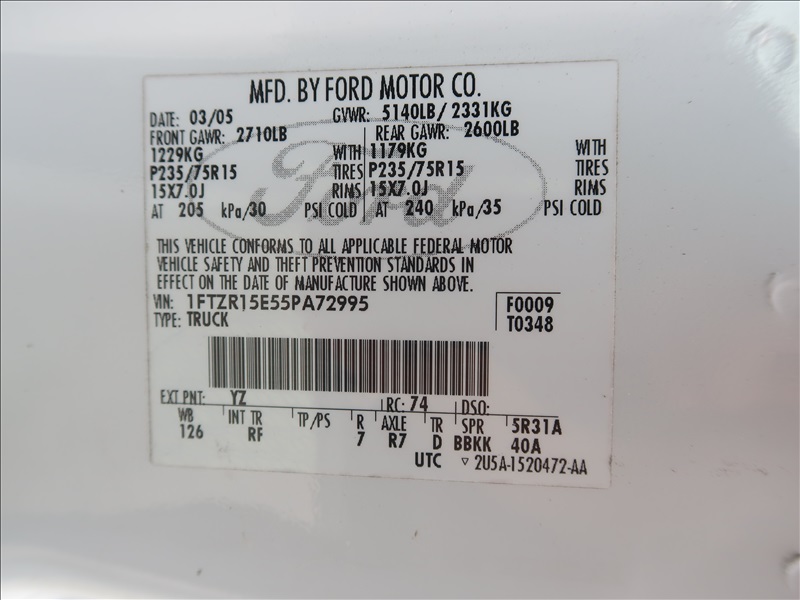 MFD. BY FORD MOTOR CO.
DATE: 03/05 GVWR: 5140LB/ 2331KG
FRONT GAWR: 2710LB REAR GAWR: 2600LB
1229KG WITH 1179KG WITH
P235/75R15 TIRES P235/75R15 TIRES
15X7.0J RIMS 15X7.0J RIMS
AT 205 kPa/30 PSI COLD AT 240 kPa/35 PSI COLD
Ford
THIS VEHICLE CONFORMS TO ALL APPLICABLE FEDERAL MOTOR
VEHICLE SAFETY AND THEFT PREVENTION STANDARDS IN
EFFECT ON THE DATE OF MANUFACTURE SHOWN ABOVE.
VIN: 1FTZR15E55PA72995 F0009
TYPE: TRUCK T0348
EXT PNT: YZ RC: 74 DSO:
WB INT TR TP/PS R AXLE TR SPR 5R31A
126 RF 7 R7 D BBKK 40A
UTC ▽ 2U5A-1520472-AA